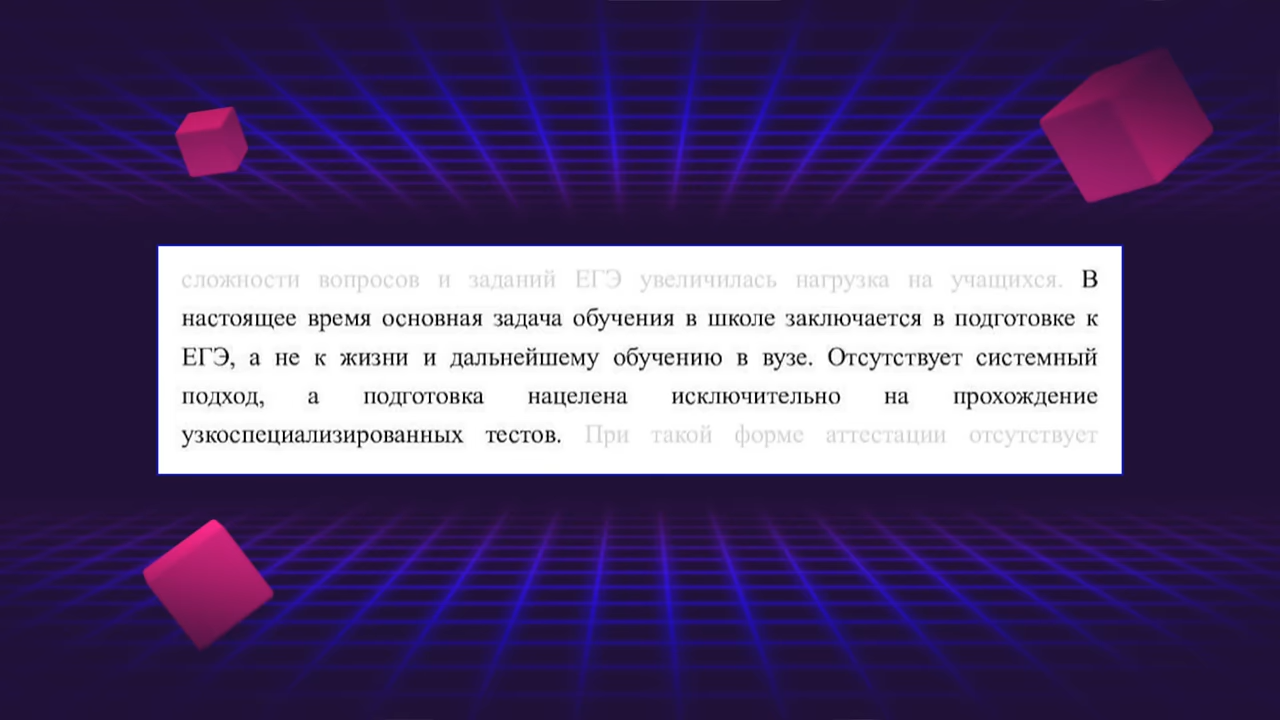 сложности вопросов и заданий ЕГЭ увеличилась нагрузка на учащихся. В
настоящее время основная задача обучения в школе заключается в подготовке к
ЕГЭ, а не к жизни и дальнейшему обучению в вузе. Отсутствует системный
подход, а подготовка нацелена исключительно на прохождение
узкоспециализированных тестов. При такой форме аттестации отсутствует